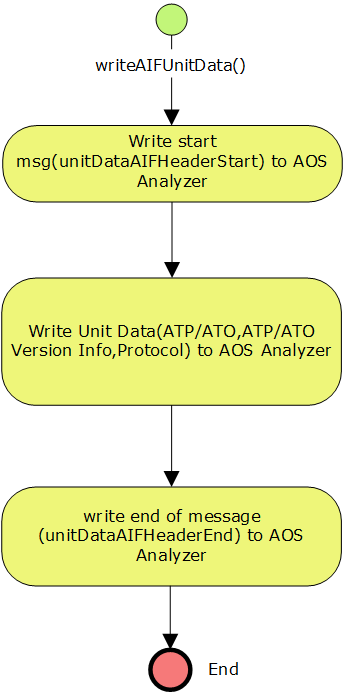 writeAIFUnitData()
Write start
msg(unitDataAIFHeaderStart) to AOS
Analyzer
Write Unit Data(ATP/ATO,ATP/ATO
Version Info,Protocol) to AOS Analyzer
write end of message
(unitDataAIFHeaderEnd) to AOS
Analyzer
End